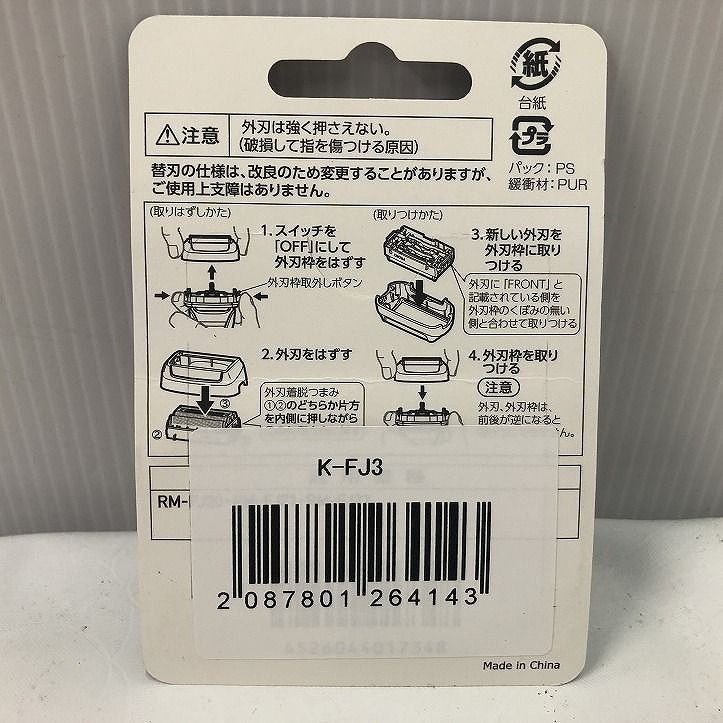 紙
台紙
プラ
パック：PS
緩衝材：PUR
⚠注意
外刃は強く押さえない。
(破損して指を傷つける原因)
替刃の仕様は、改良のため変更することがありますが、
ご使用上支障はありません。
(取りはずしかた)
1.スイッチを
「OFF」にして
外刃枠をはずす
外刃枠取外しボタン
2.外刃をはずす
外刃着脱つまみ
①②のどちらか片方
を内側に押しながら
③
②
(取りつけかた)
3.新しい外刃を
外刃枠に取り
つける
外刃に「FRONT」と
記載されている側を
外刃枠のくぼみの無い
側と合わせて取りつける
4.外刃枠を取り
つける
注意
外刃、外刃枠は、
前後が逆になると
ん。
RM-
K-FJ3
2 087801 264143
Made in China